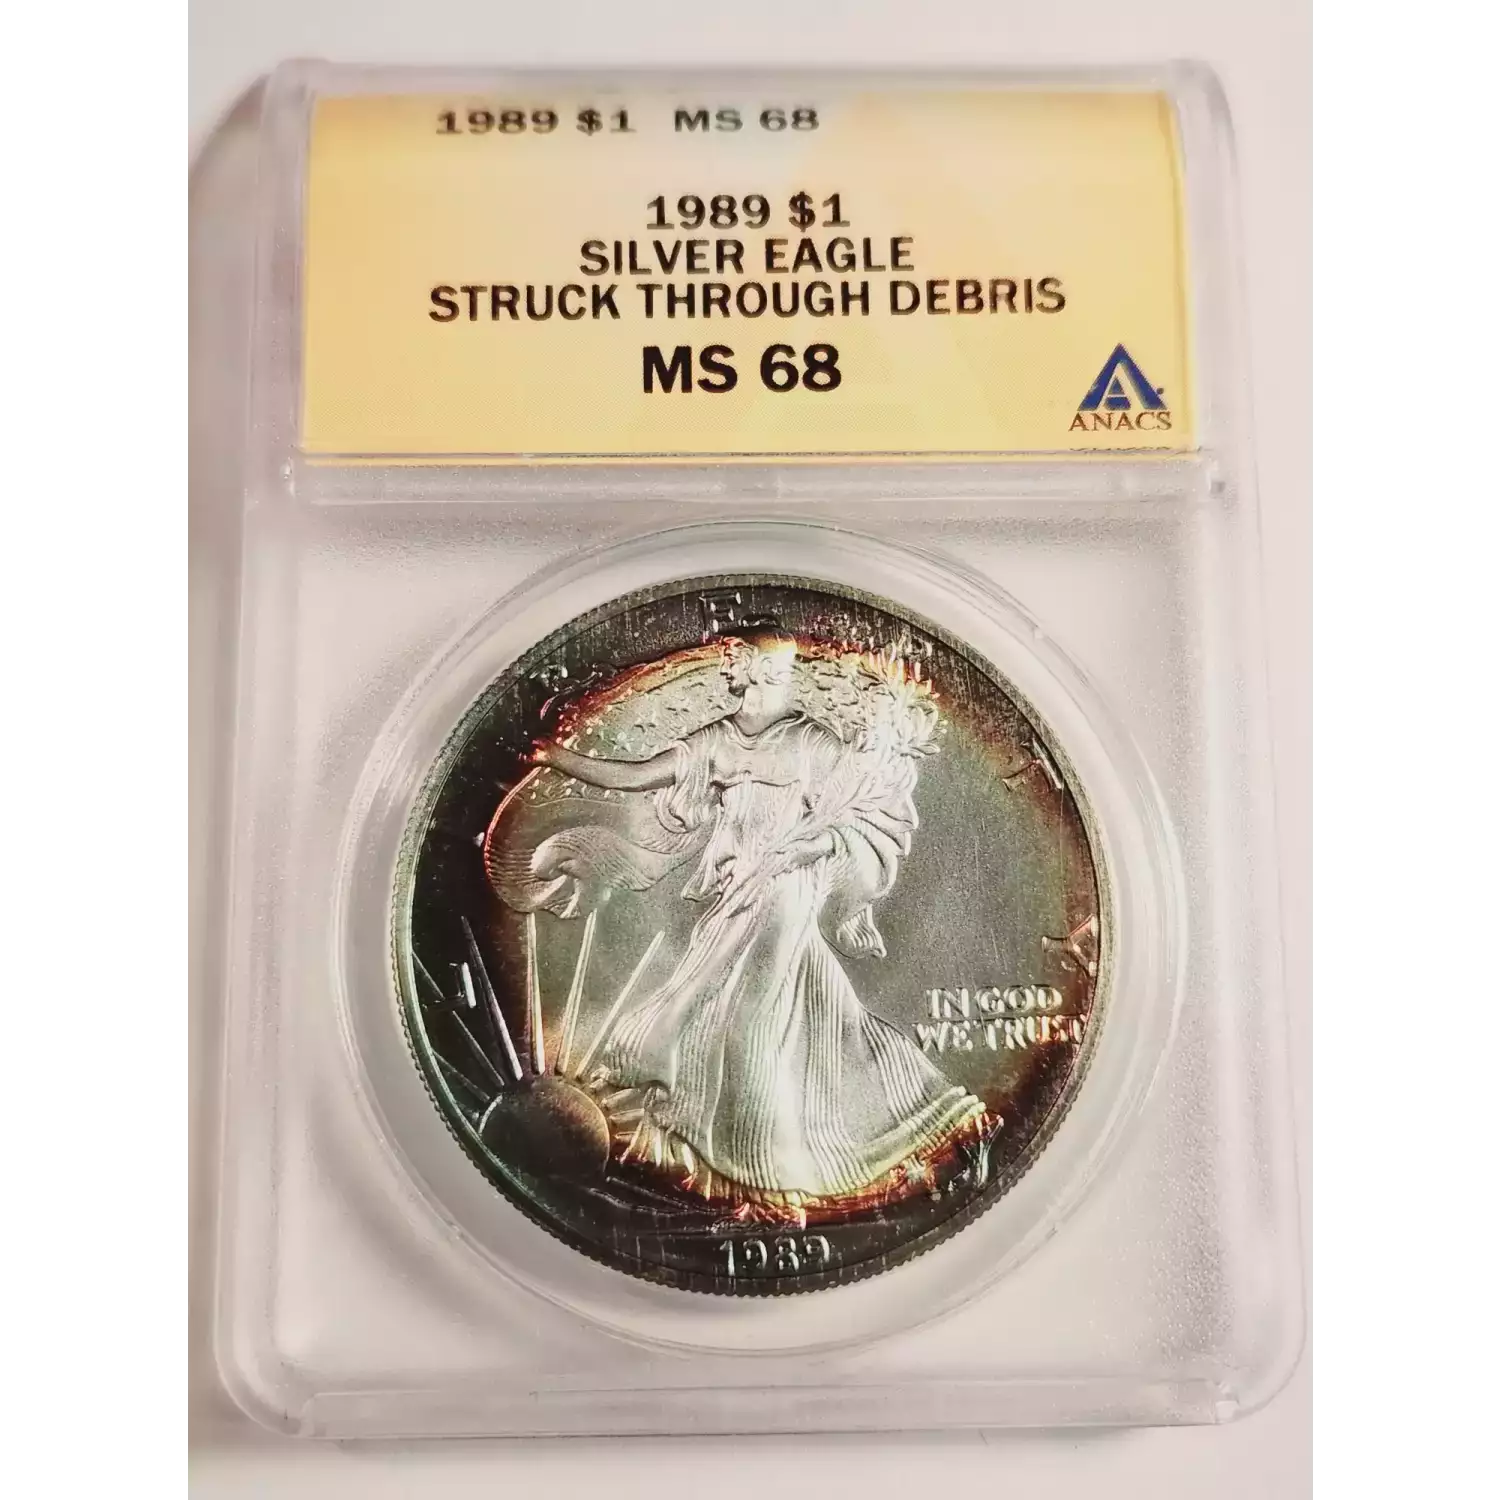 1989 $1 MS 68
1989 $1
SILVER EAGLE
STRUCK THROUGH DEBRIS
MS 68
ANACS
L I B E R T Y
IN GOD
WE TRUST
1989